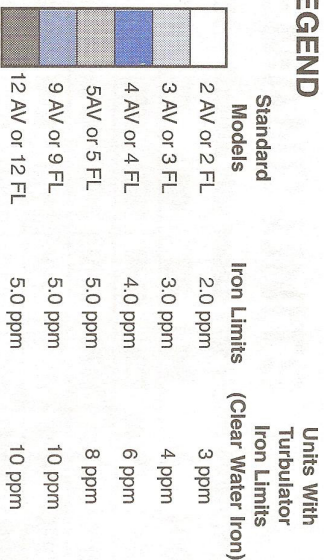 EGEND
Standard Models Iron Limits Units With Turbulator Iron Limits (Clear Water Iron)
2 AV or 2 FL 2.0 ppm 3 ppm
3 AV or 3 FL 3.0 ppm 4 ppm
4 AV or 4 FL 4.0 ppm 6 ppm
5AV or 5 FL 5.0 ppm 8 ppm
9 AV or 9 FL 5.0 ppm 10 ppm
12 AV or 12 FL 5.0 ppm 10 ppm